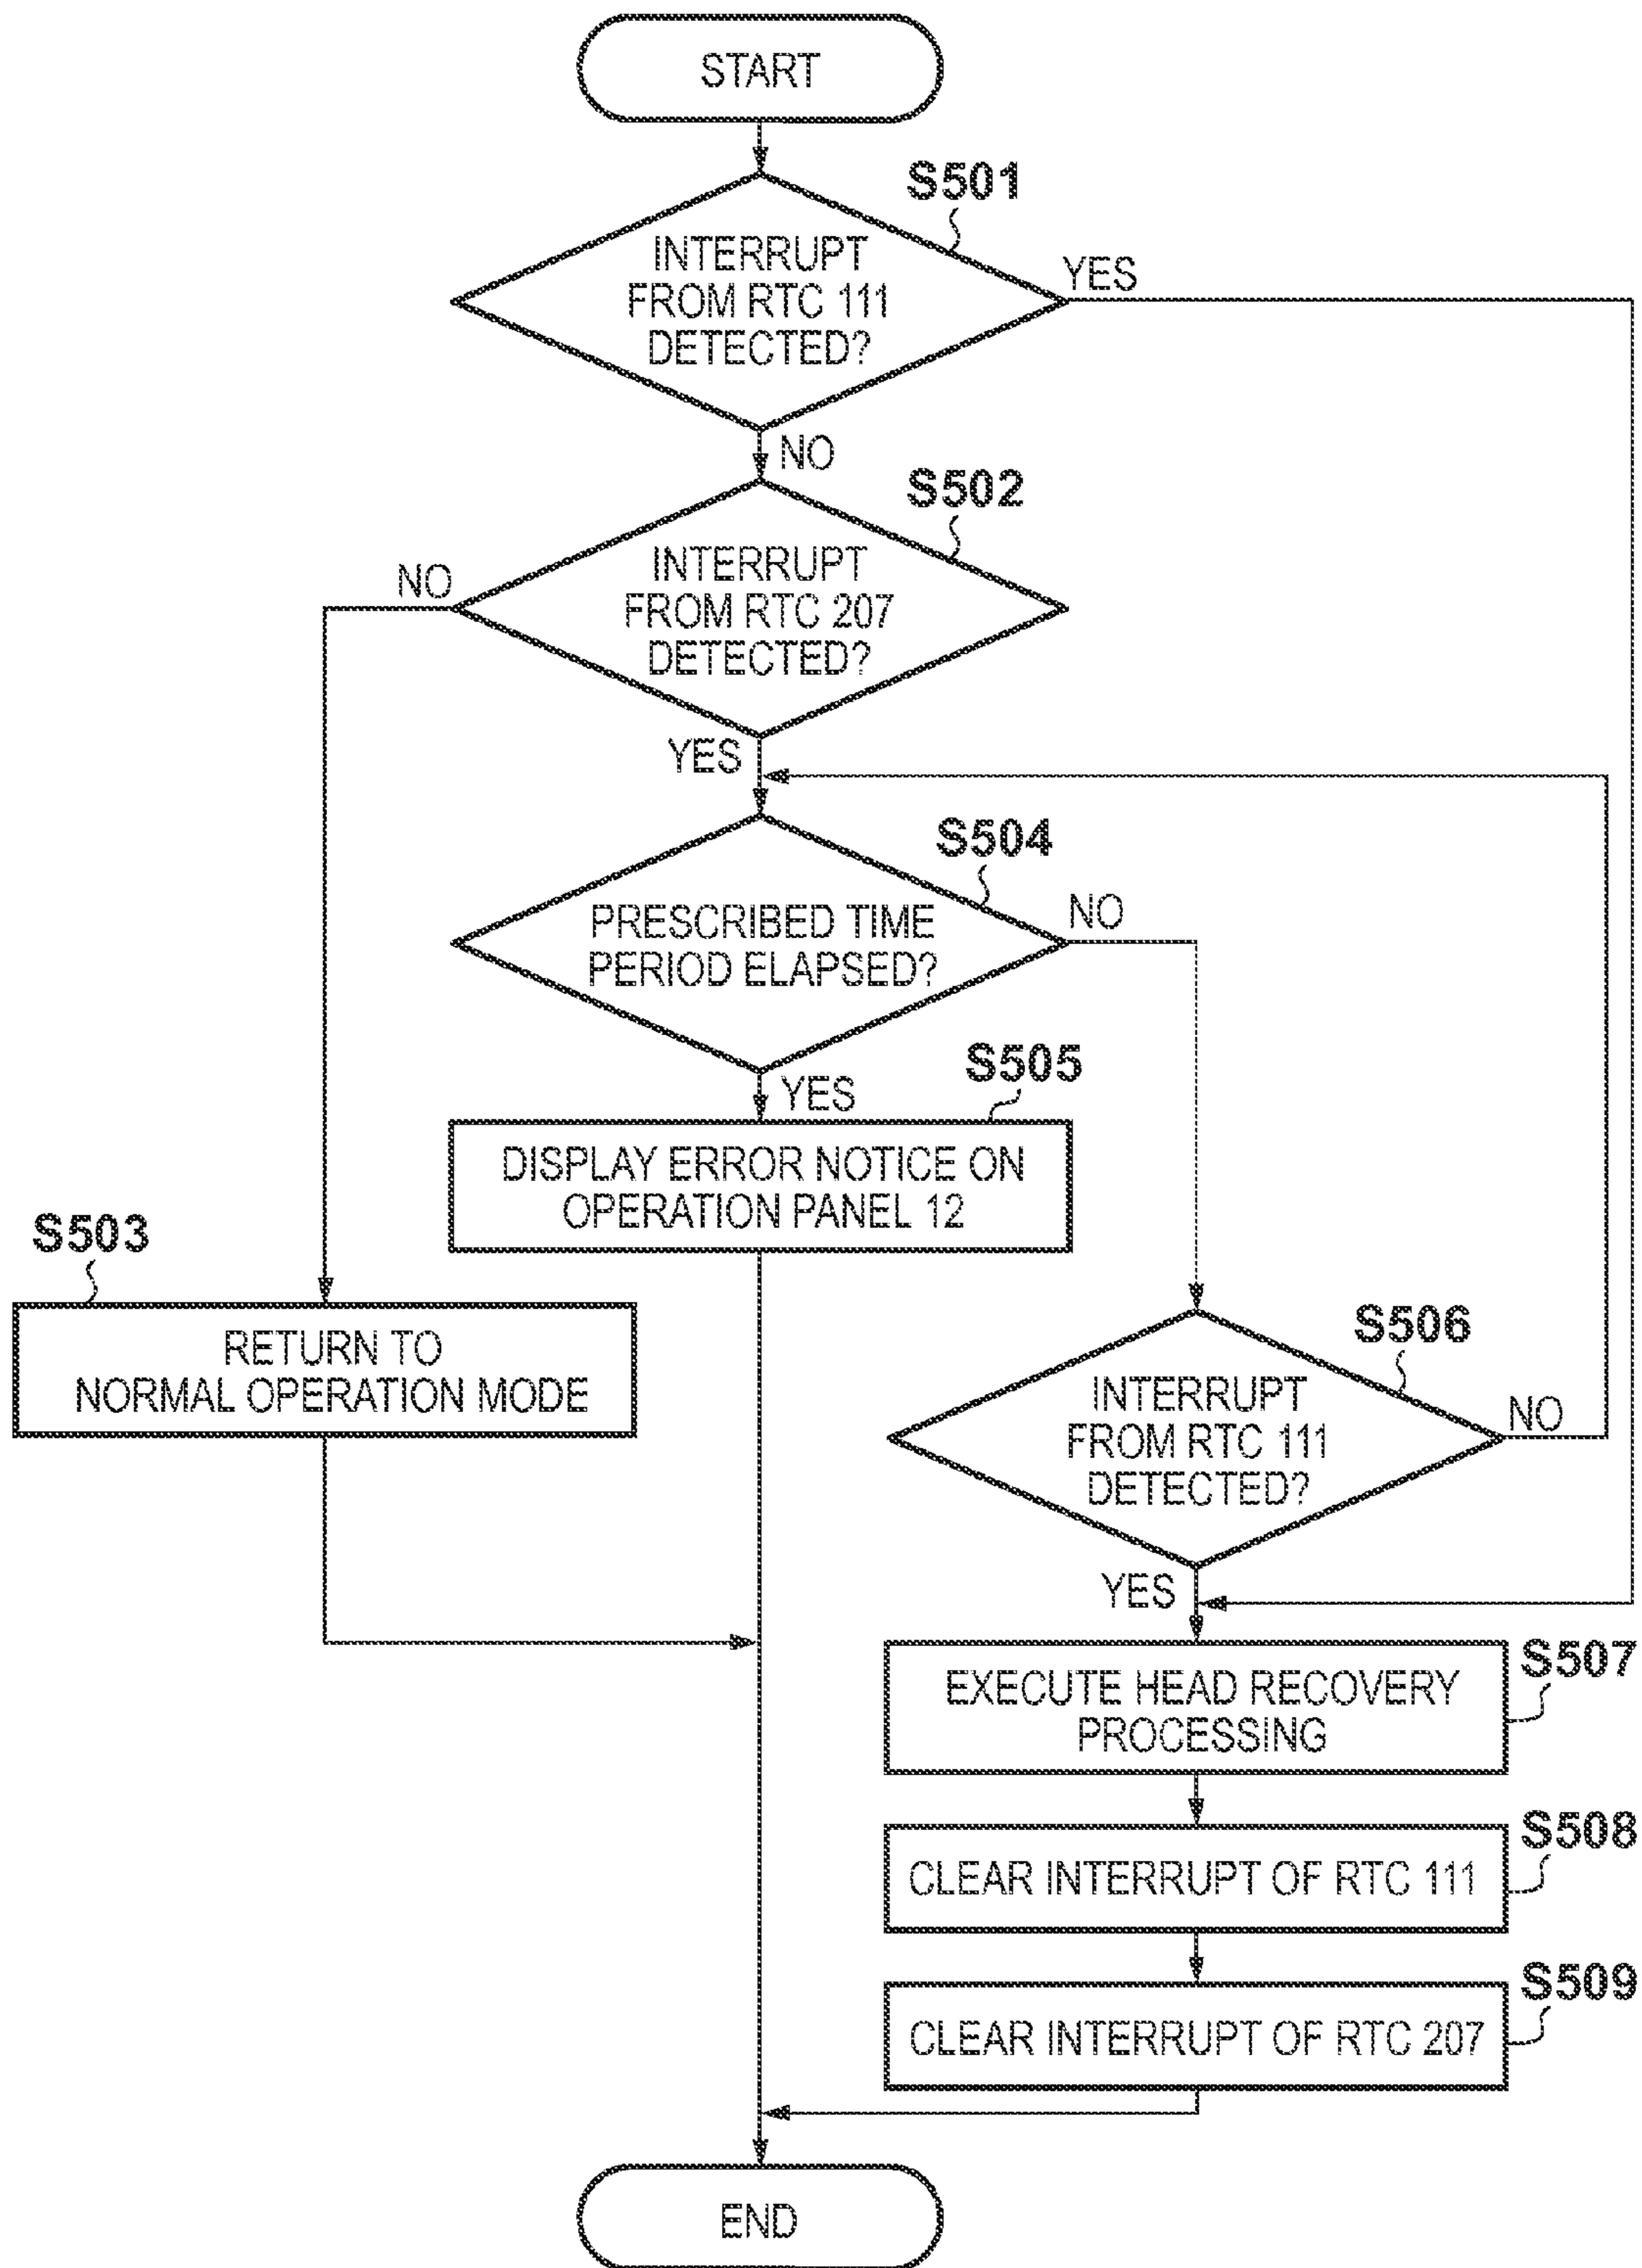 START
S501
INTERRUPT
FROM RTC 111
DETECTED?
YES
NO
S502
INTERRUPT
FROM RTC 207
DETECTED?
NO
YES
S504
PRESCRIBED TIME
PERIOD ELAPSED?
NO
YES
S505
DISPLAY ERROR NOTICE ON
OPERATION PANEL 12
S503
RETURN TO
NORMAL OPERATION MODE
S506
INTERRUPT
FROM RTC 111
DETECTED?
NO
YES
S507
EXECUTE HEAD RECOVERY
PROCESSING
S508
CLEAR INTERRUPT OF RTC 111
S509
CLEAR INTERRUPT OF RTC 207
END